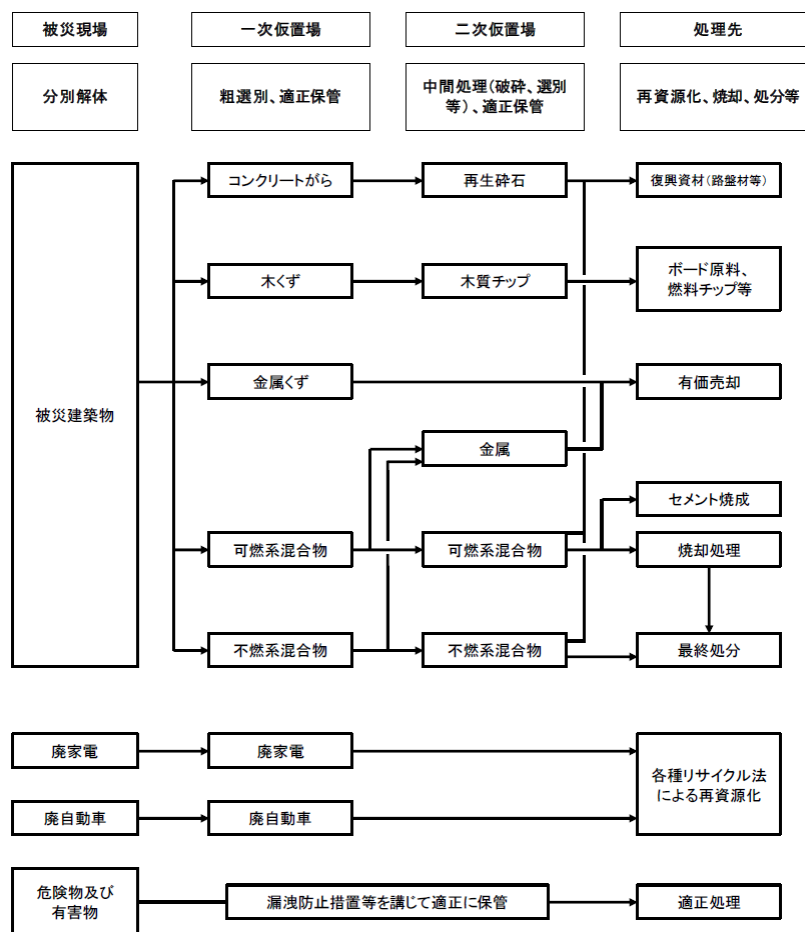 被災現場
一次仮置場
二次仮置場
処理先
分別解体
粗選別、適正保管
中間処理(破砕、選別
等)、適正保管
再資源化、焼却、処分等
被災建築物
コンクリートがら
再生砕石
復興資材(路盤材等)
木くず
木質チップ
ボード原料、
燃料チップ等
金属くず
有価売却
金属
セメント焼成
可燃系混合物
可燃系混合物
焼却処理
不燃系混合物
不燃系混合物
最終処分
廃家電
廃家電
各種リサイクル法
による再資源化
廃自動車
廃自動車
危険物及び
有害物
漏洩防止措置等を講じて適正に保管
適正処理